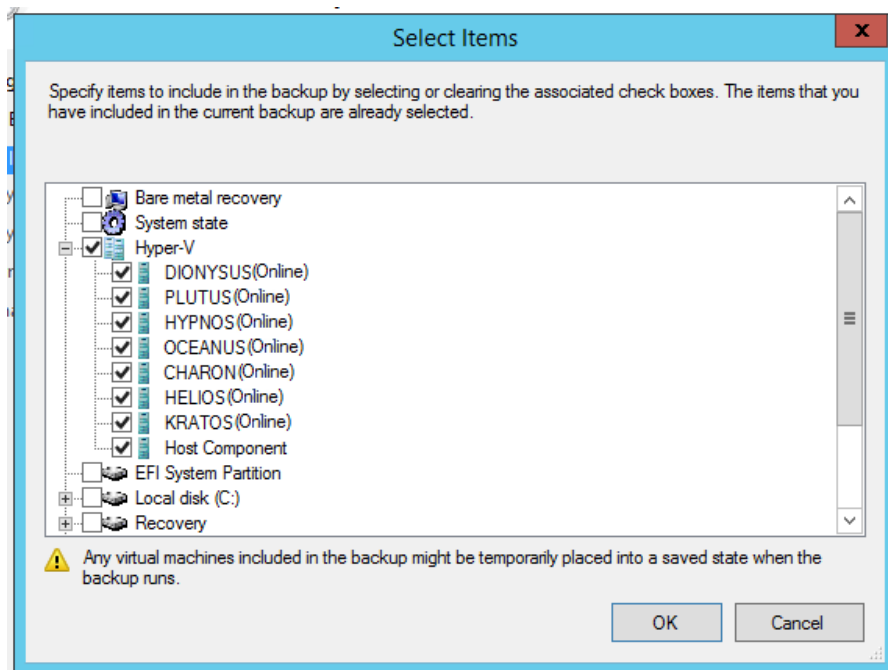 Select Items
x
Specify items to include in the backup by selecting or clearing the associated check boxes. The items that you
have included in the current backup are already selected.
Bare metal recovery
System state
Hyper-V
DIONYSUS(Online)
PLUTUS(Online)
HYPNOS(Online)
OCEANUS(Online)
CHARON(Online)
HELIOS(Online)
KRATOS(Online)
Host Component
EFI System Partition
Local disk (C:)
Recovery
Any virtual machines included in the backup might be temporarily placed into a saved state when the
backup runs.
OK
Cancel